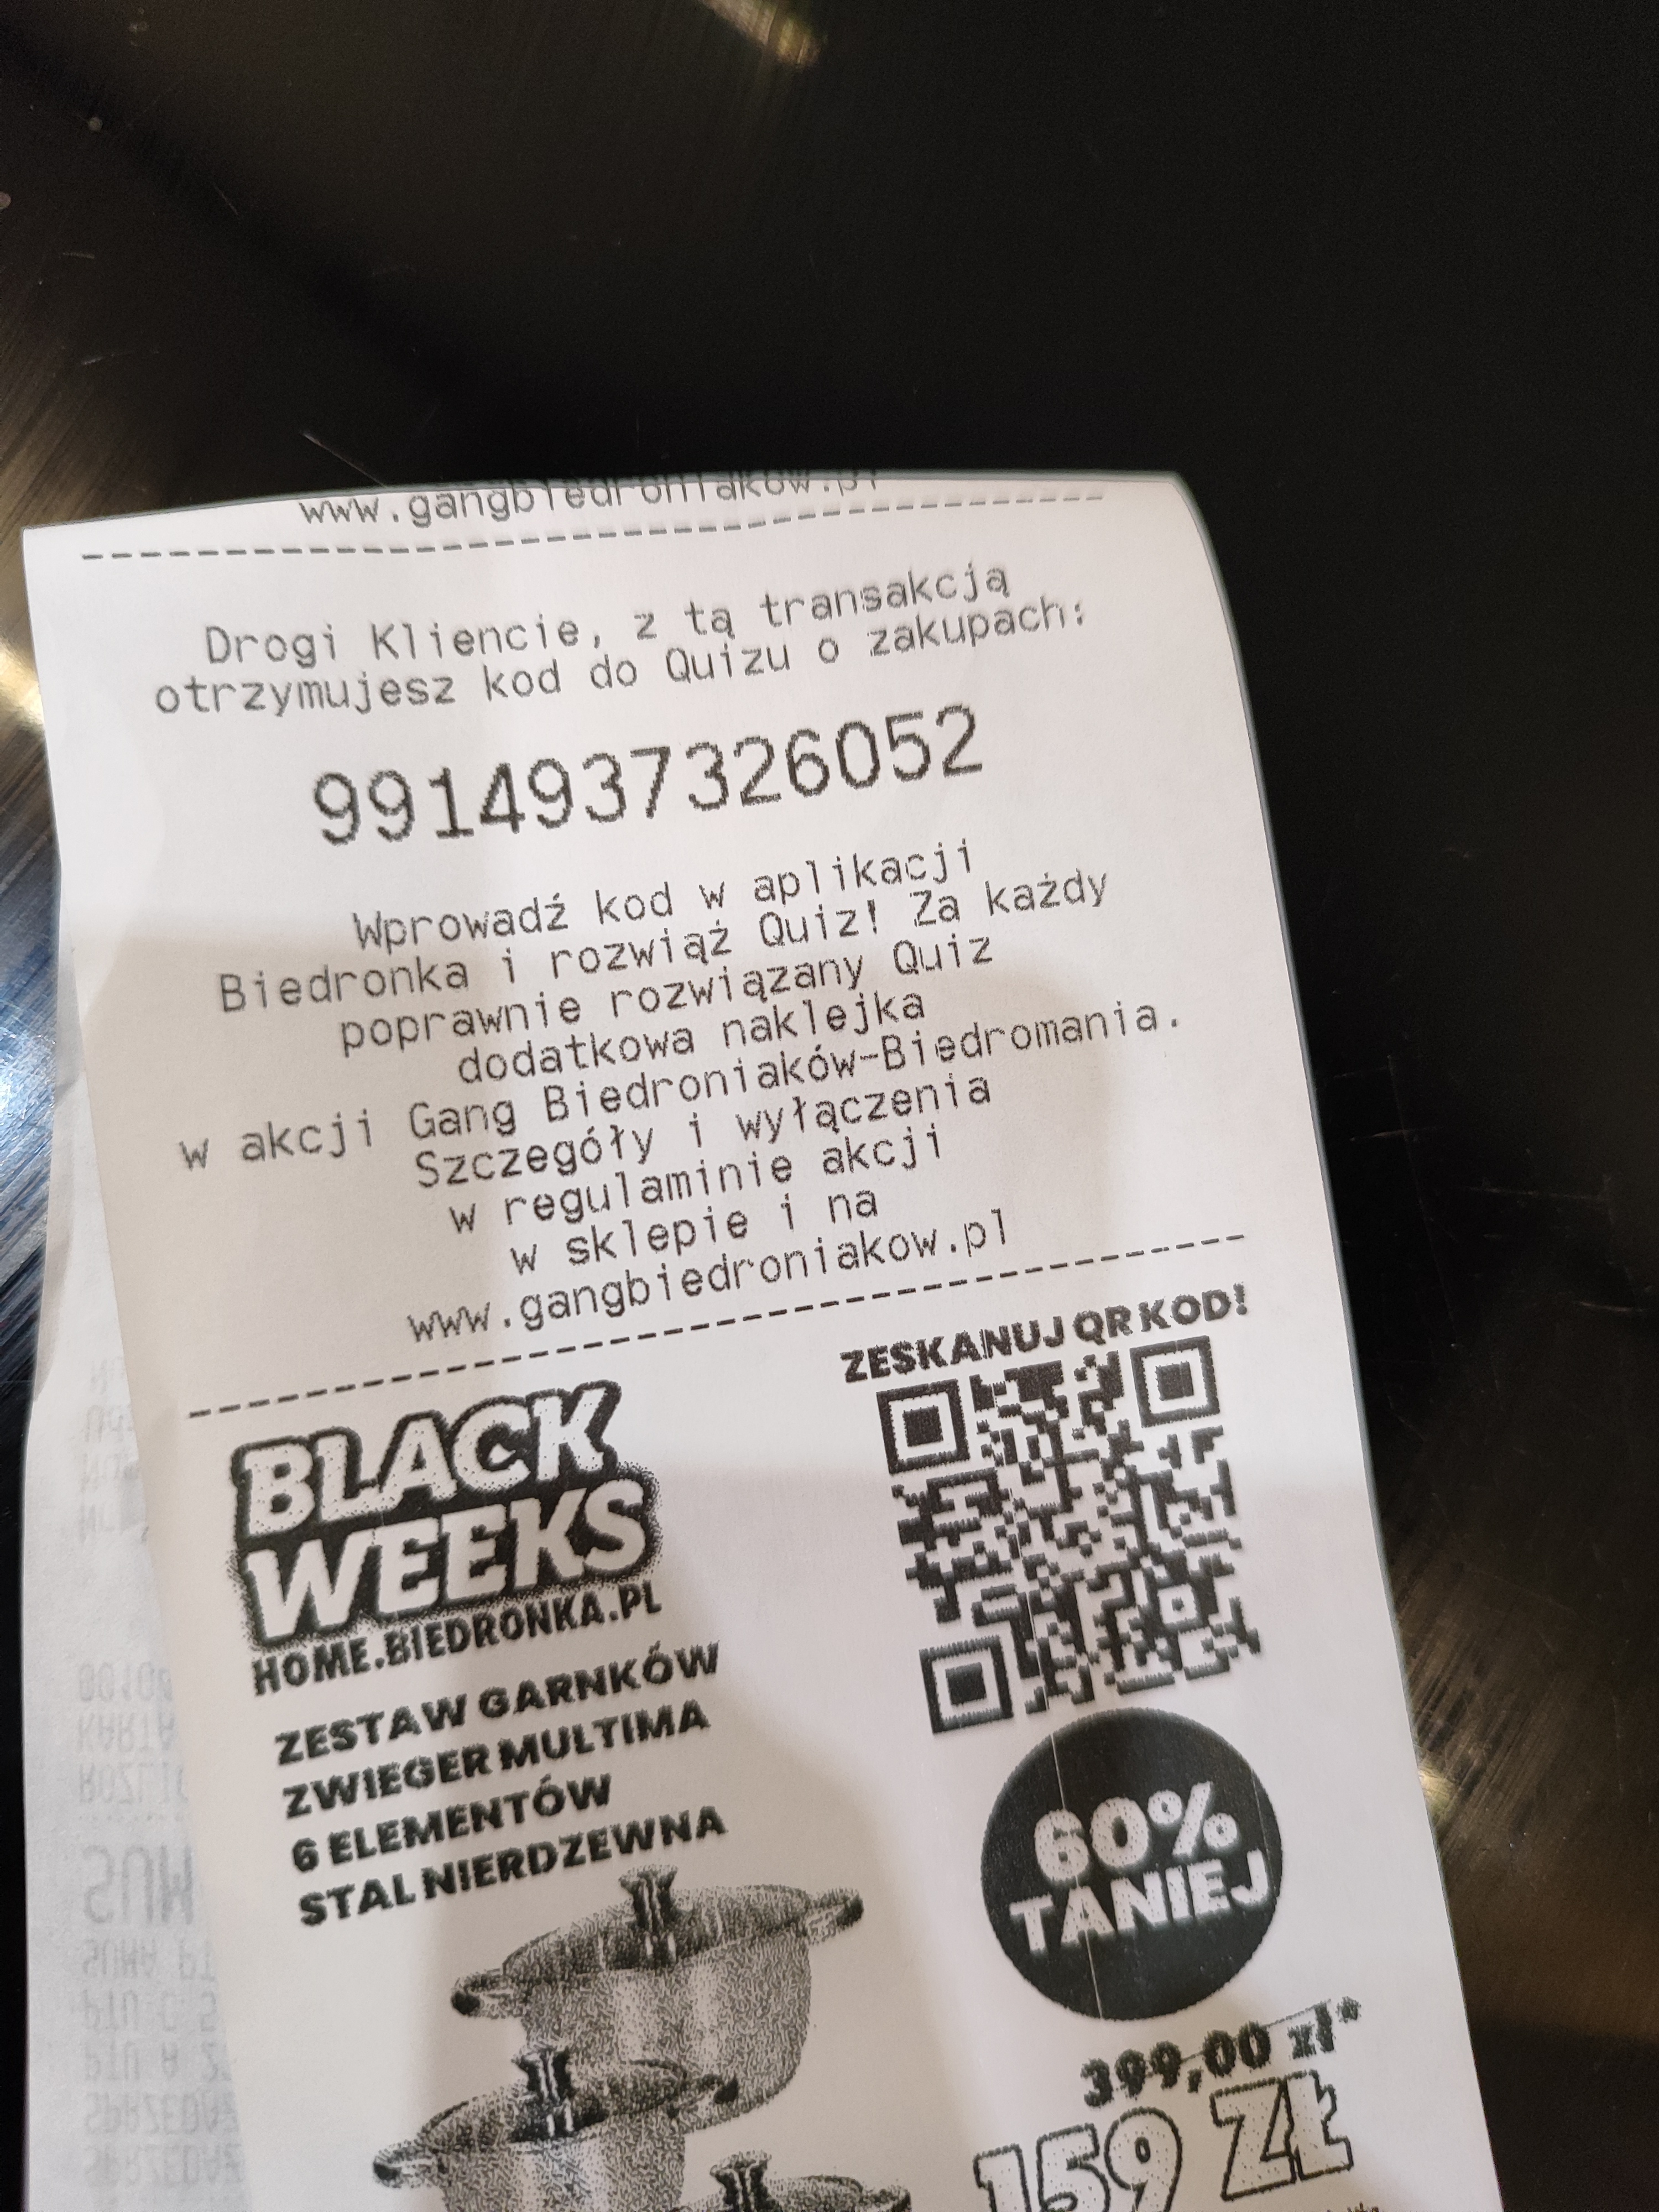 www.gangbiedroniakow.pl
Drogi Kliencie, z tą transakcją
otrzymujesz kod do Quizu o zakupach:
9914937326052
Wprowadź kod w aplikacji
Biedronka i rozwiąż Quiz! Za każdy
poprawnie rozwiązany Quiz
dodatkowa naklejka
w akcji Gang Biedroniaków-Biedromania.
Szczegóły i wyłączenia
w regulaminie akcji
w sklepie i na
www.gangbiedroniakow.pl
ZESKANUJ QR KOD!
BLACK
WEEKS
HOME.BIEDRONKA.PL
ZESTAW GARNKÓW
ZWIEGER MULTIMA
6 ELEMENTÓW
STAL NIERDZEWNA
60%
TANIEJ
399,00 zł*
159 ZŁ